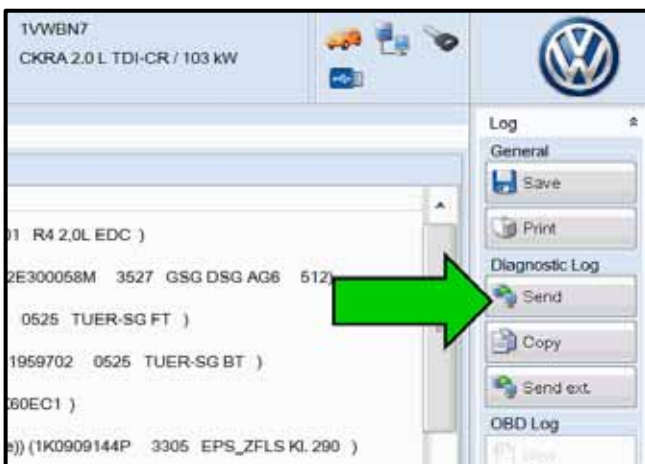 1VWBN7
CKRA 2.0 L TDI-CR / 103 kW
Log
General
Save
Print
Diagnostic Log
Send
Copy
Send ext.
OBD Log
R4 2,0L EDC )
2E300058M 3527 GSG DSG AG6 512)
0525 TUER-SG FT )
1959702 0525 TUER-SG BT )
60EC1 )
e)) (1K0909144P 3305 EPS_ZFLS Kl. 290 )